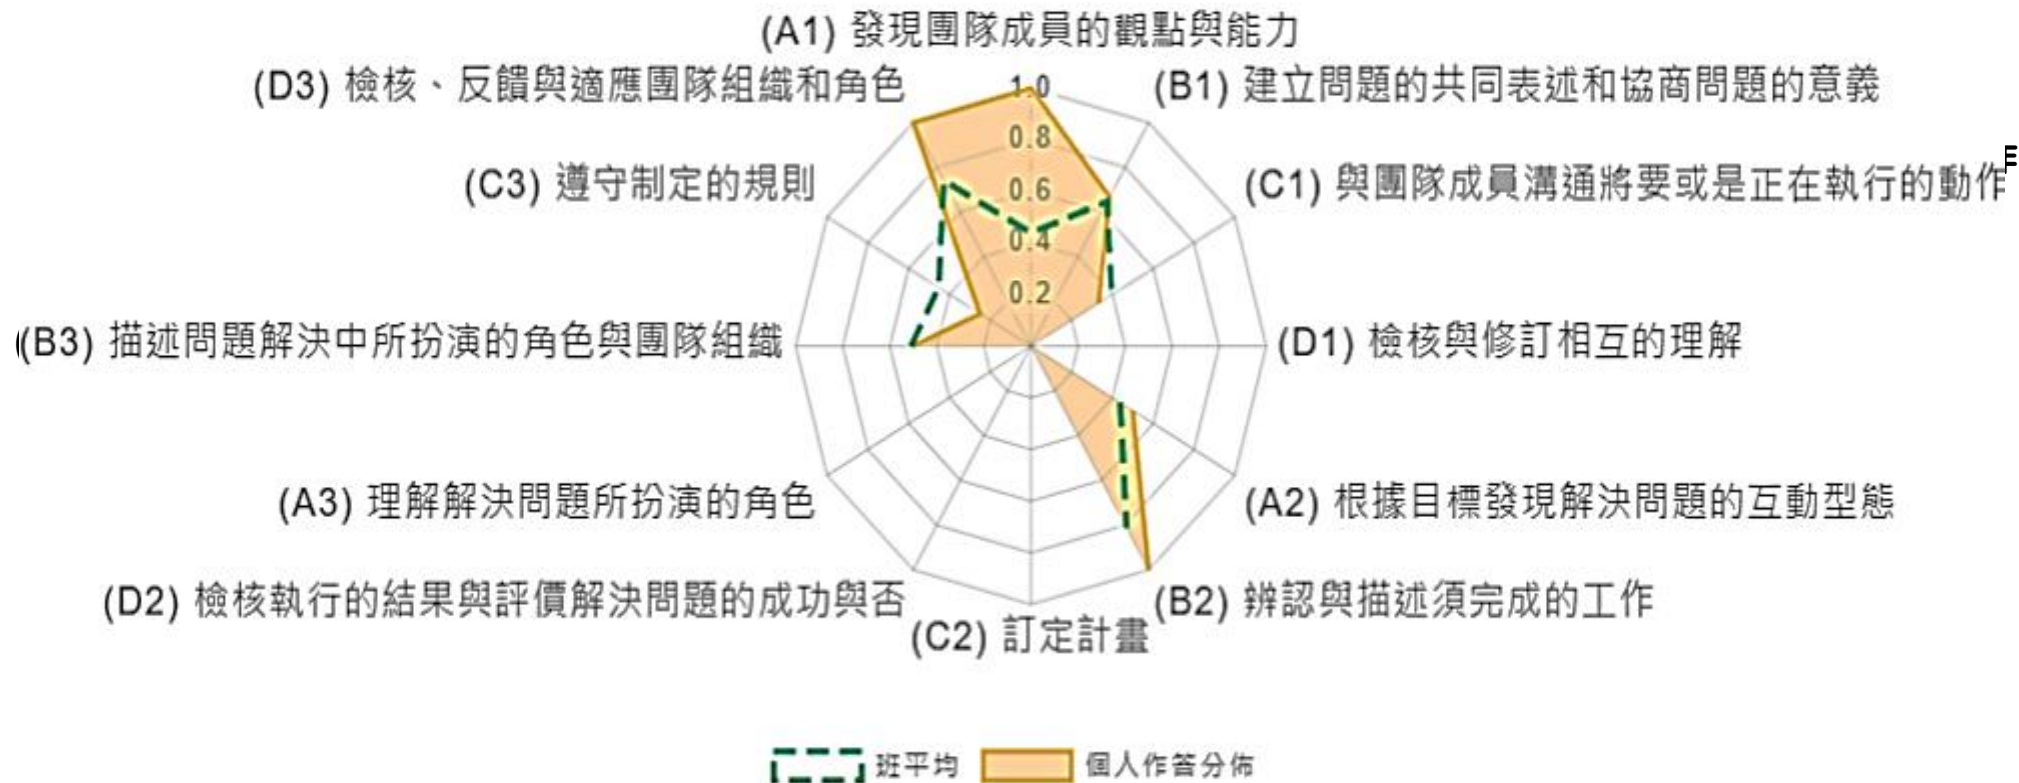 (A1) 發現團隊成員的觀點與能力
(D3) 檢核、反饋與適應團隊組織和角色
1.0
(B1) 建立問題的共同表述和協商問題的意義
0.8
(C3) 遵守制定的規則
0.6
(C1) 與團隊成員溝通將要或是正在執行的動作
0.4
0.2
(B3) 描述問題解決中所扮演的角色與團隊組織
(D1) 檢核與修訂相互的理解
(A3) 理解解決問題所扮演的角色
(A2) 根據目標發現解決問題的互動型態
(D2) 檢核執行的結果與評價解決問題的成功與否
(B2) 辨認與描述須完成的工作
(C2) 訂定計畫
班平均
個人作答分佈